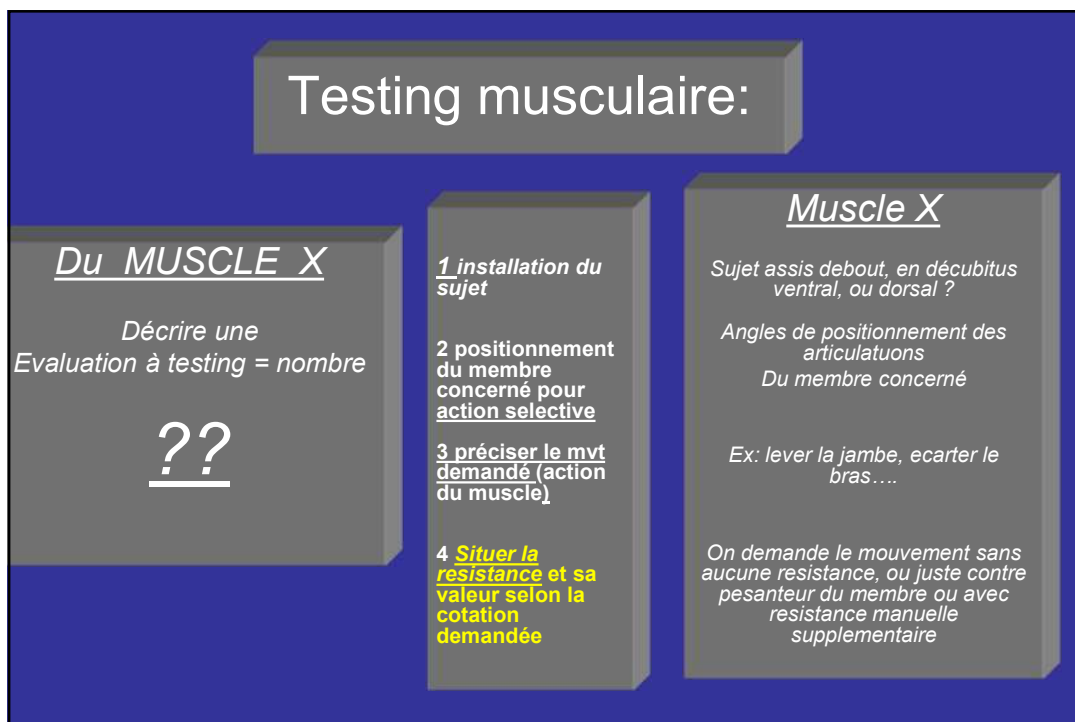 Testing musculaire:
Du MUSCLE X
Décrire une
Evaluation à testing = nombre
??
1 installation du
sujet
2 positionnement
du membre
concerné pour
action selective
3 préciser le mvt
demandé (action
du muscle)
4 Situer la
resistance et sa
valeur selon la
cotation
demandée
Muscle X
Sujet assis debout, en décubitus
ventral, ou dorsal ?
Angles de positionnement des
articulatuons
Du membre concerné
Ex: lever la jambe, ecarter le
bras….
On demande le mouvement sans
aucune resistance, ou juste contre
pesanteur du membre ou avec
resistance manuelle
supplementaire